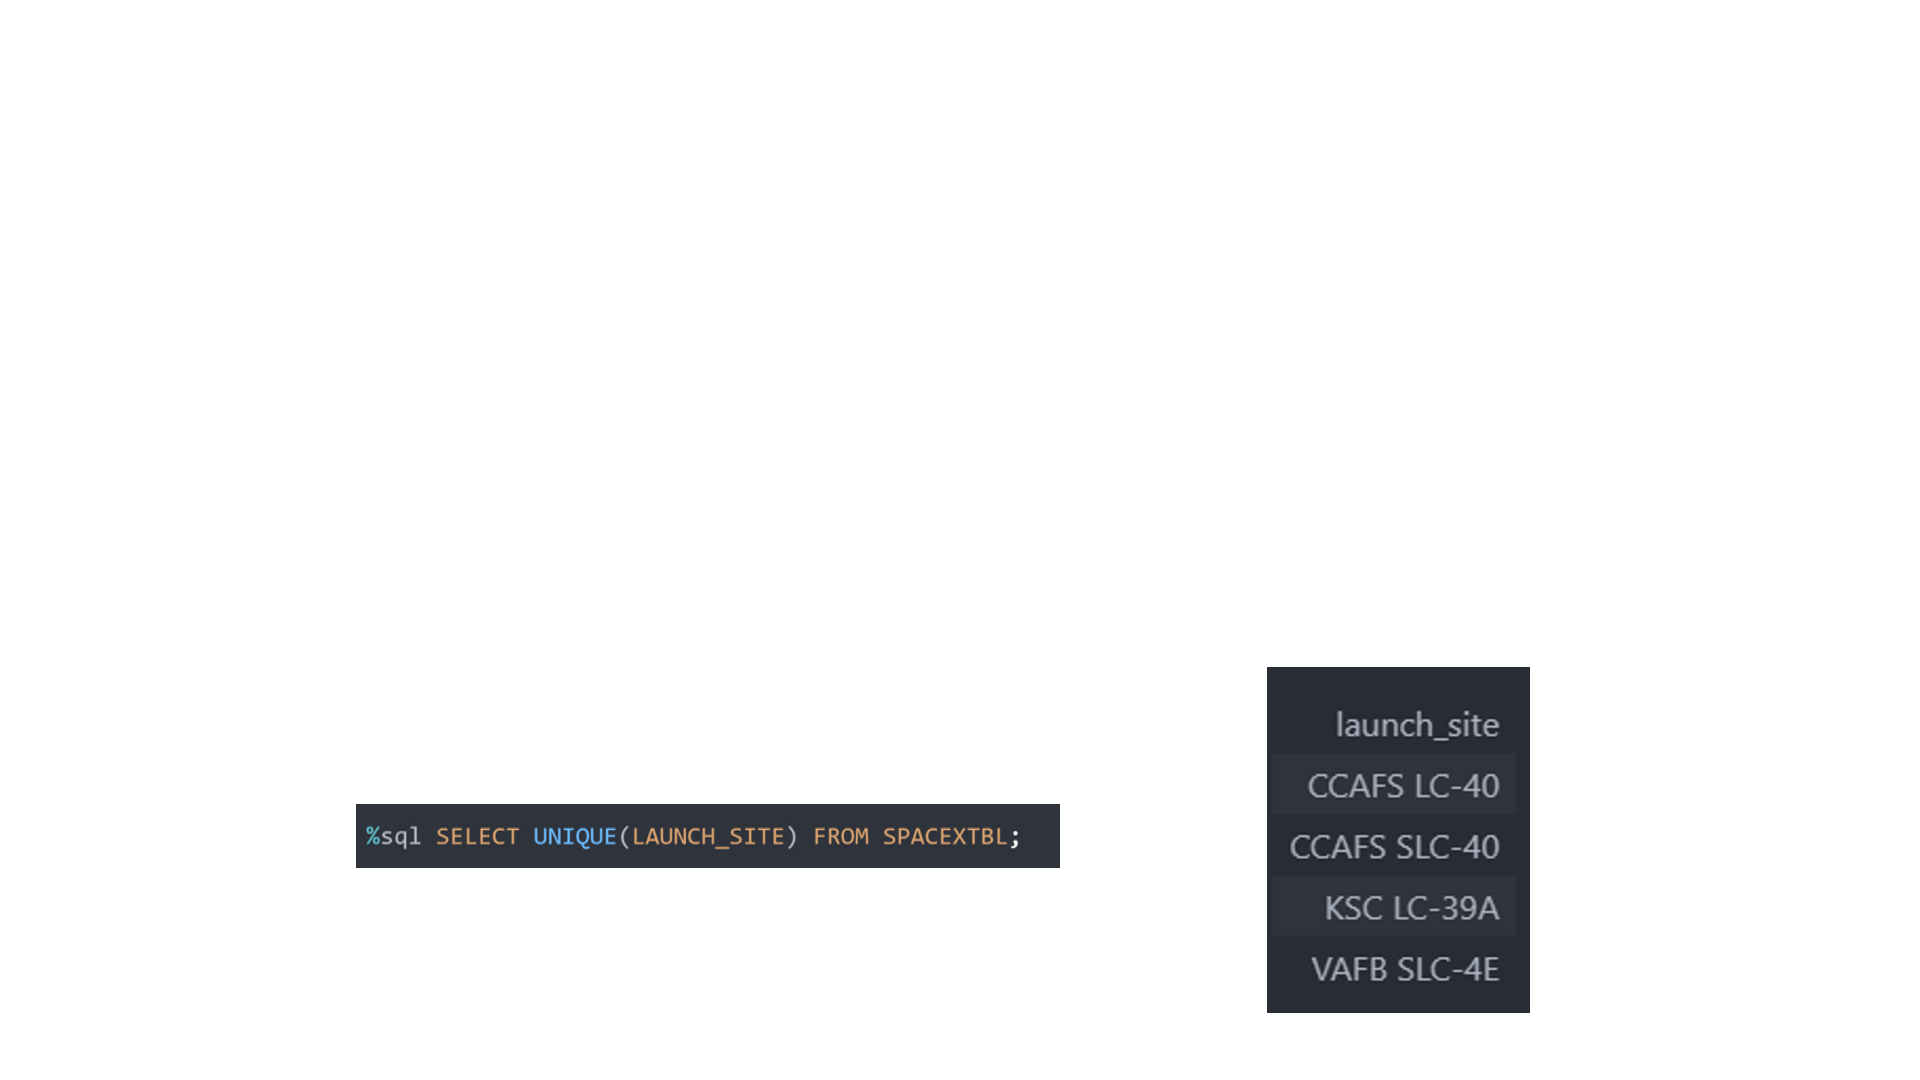 %sql SELECT UNIQUE(LAUNCH_SITE) FROM SPACEXTBL;
launch_site
CCAFS LC-40
CCAFS SLC-40
KSC LC-39A
VAFB SLC-4E